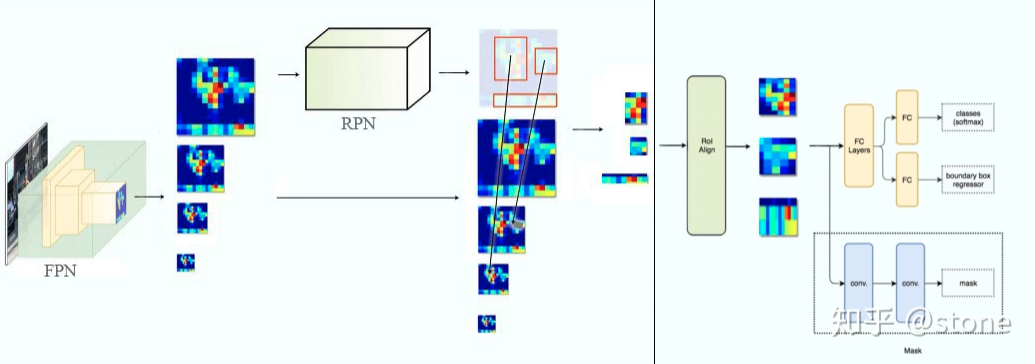 FPN
RPN
RoI
Align
FC
Layers
FC
classes
(softmax)
FC
boundary box
regressor
conv.
conv.
mask
知乎 @stone
Mask